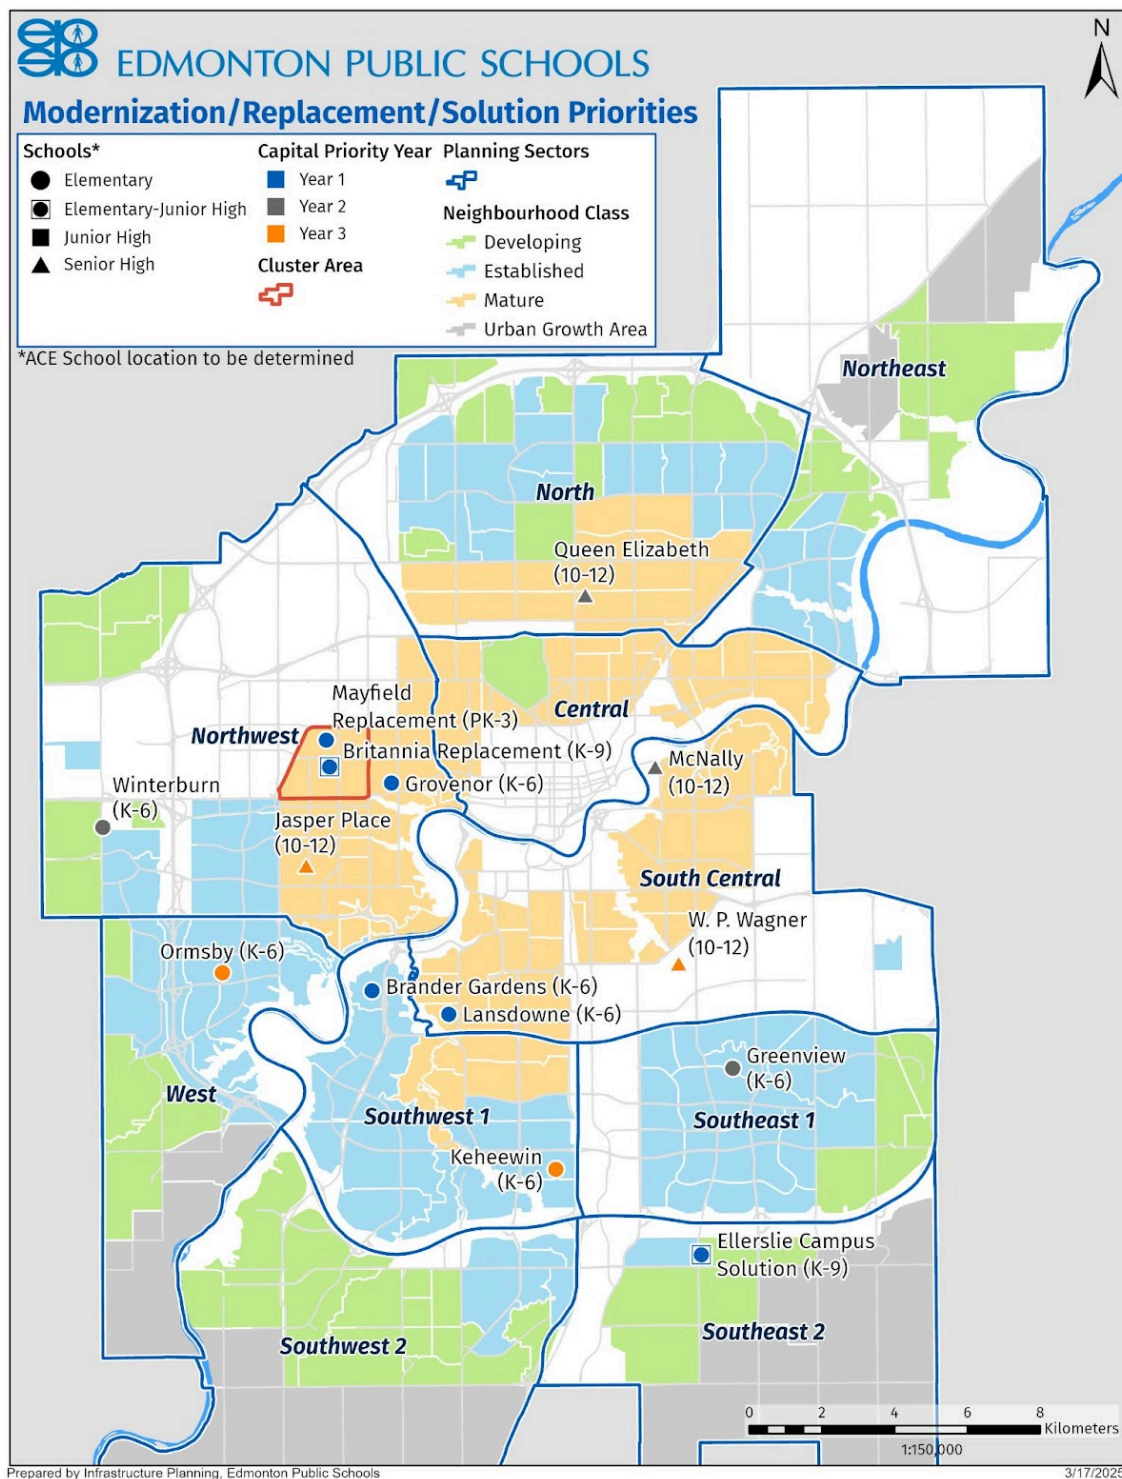 EDMONTON PUBLIC SCHOOLS
N
Modernization/Replacement/Solution Priorities
Schools*
Elementary
Elementary-Junior High
Junior High
Senior High
Capital Priority Year
Year 1
Year 2
Year 3
Cluster Area
Planning Sectors
Neighbourhood Class
Developing
Established
Mature
Urban Growth Area
*ACE School location to be determined
Northeast
North
Queen Elizabeth
(10-12)
Mayfield
Replacement (PK-3)
Central
Northwest
Britannia Replacement (K-9)
McNally
(10-12)
Grovenor (K-6)
Winterburn
(K-6)
Jasper Place
(10-12)
South Central
W. P. Wagner
(10-12)
Ormsby (K-6)
Brander Gardens (K-6)
Lansdowne (K-6)
Greenview
(K-6)
West
Southwest 1
Southeast 1
Keheewin
(K-6)
Ellerslie Campus
Solution (K-9)
Southwest 2
Southeast 2
0 2 4 6 8
Kilometers
1:150,000
Prepared by Infrastructure Planning, Edmonton Public Schools
3/17/2025